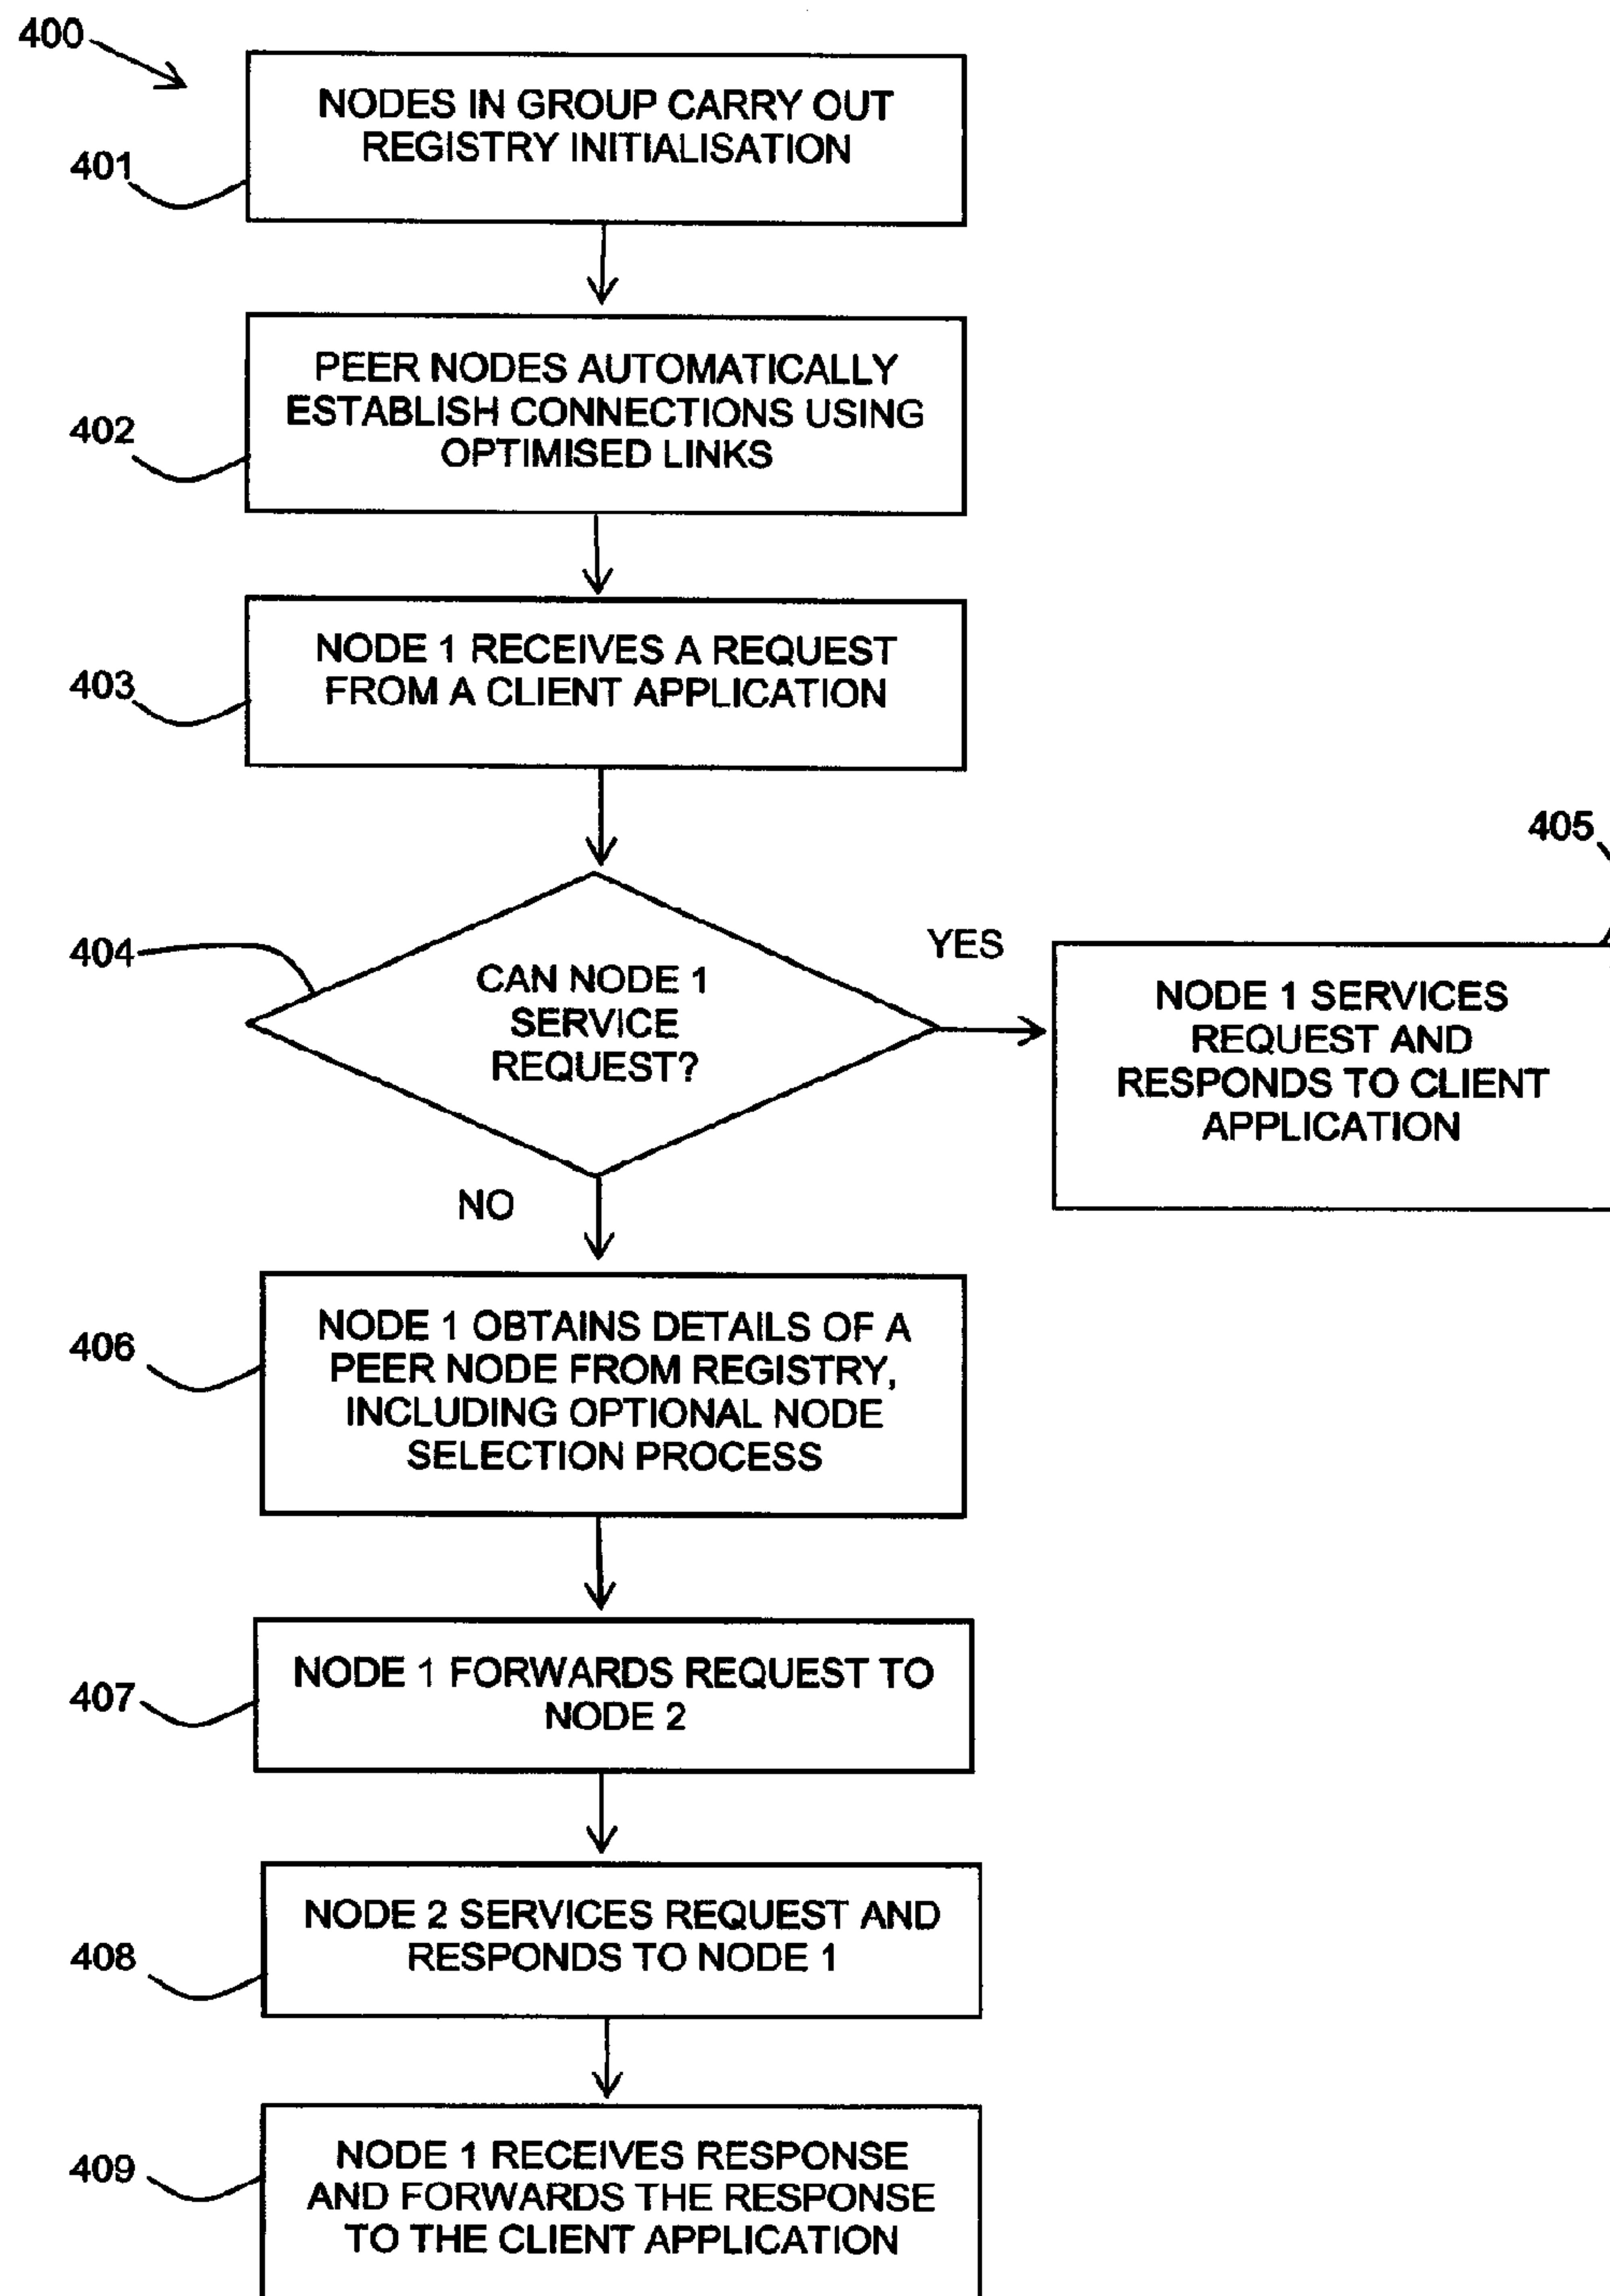 400
NODES IN GROUP CARRY OUT
REGISTRY INITIALISATION
401
PEER NODES AUTOMATICALLY
ESTABLISH CONNECTIONS USING
OPTIMISED LINKS
402
NODE 1 RECEIVES A REQUEST
FROM A CLIENT APPLICATION
403
404
CAN NODE 1
SERVICE
REQUEST?
YES
405
NODE 1 SERVICES
REQUEST AND
RESPONDS TO CLIENT
APPLICATION
NO
406
NODE 1 OBTAINS DETAILS OF A
PEER NODE FROM REGISTRY,
INCLUDING OPTIONAL NODE
SELECTION PROCESS
407
NODE 1 FORWARDS REQUEST TO
NODE 2
408
NODE 2 SERVICES REQUEST AND
RESPONDS TO NODE 1
409
NODE 1 RECEIVES RESPONSE
AND FORWARDS THE RESPONSE
TO THE CLIENT APPLICATION